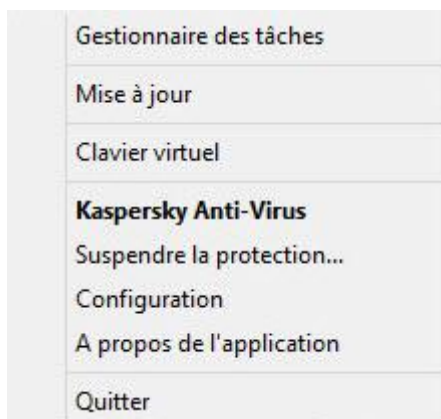 Gestionnaire des tâches
Mise à jour
Clavier virtuel
Kaspersky Anti-Virus
Suspendre la protection...
Configuration
A propos de l'application
Quitter